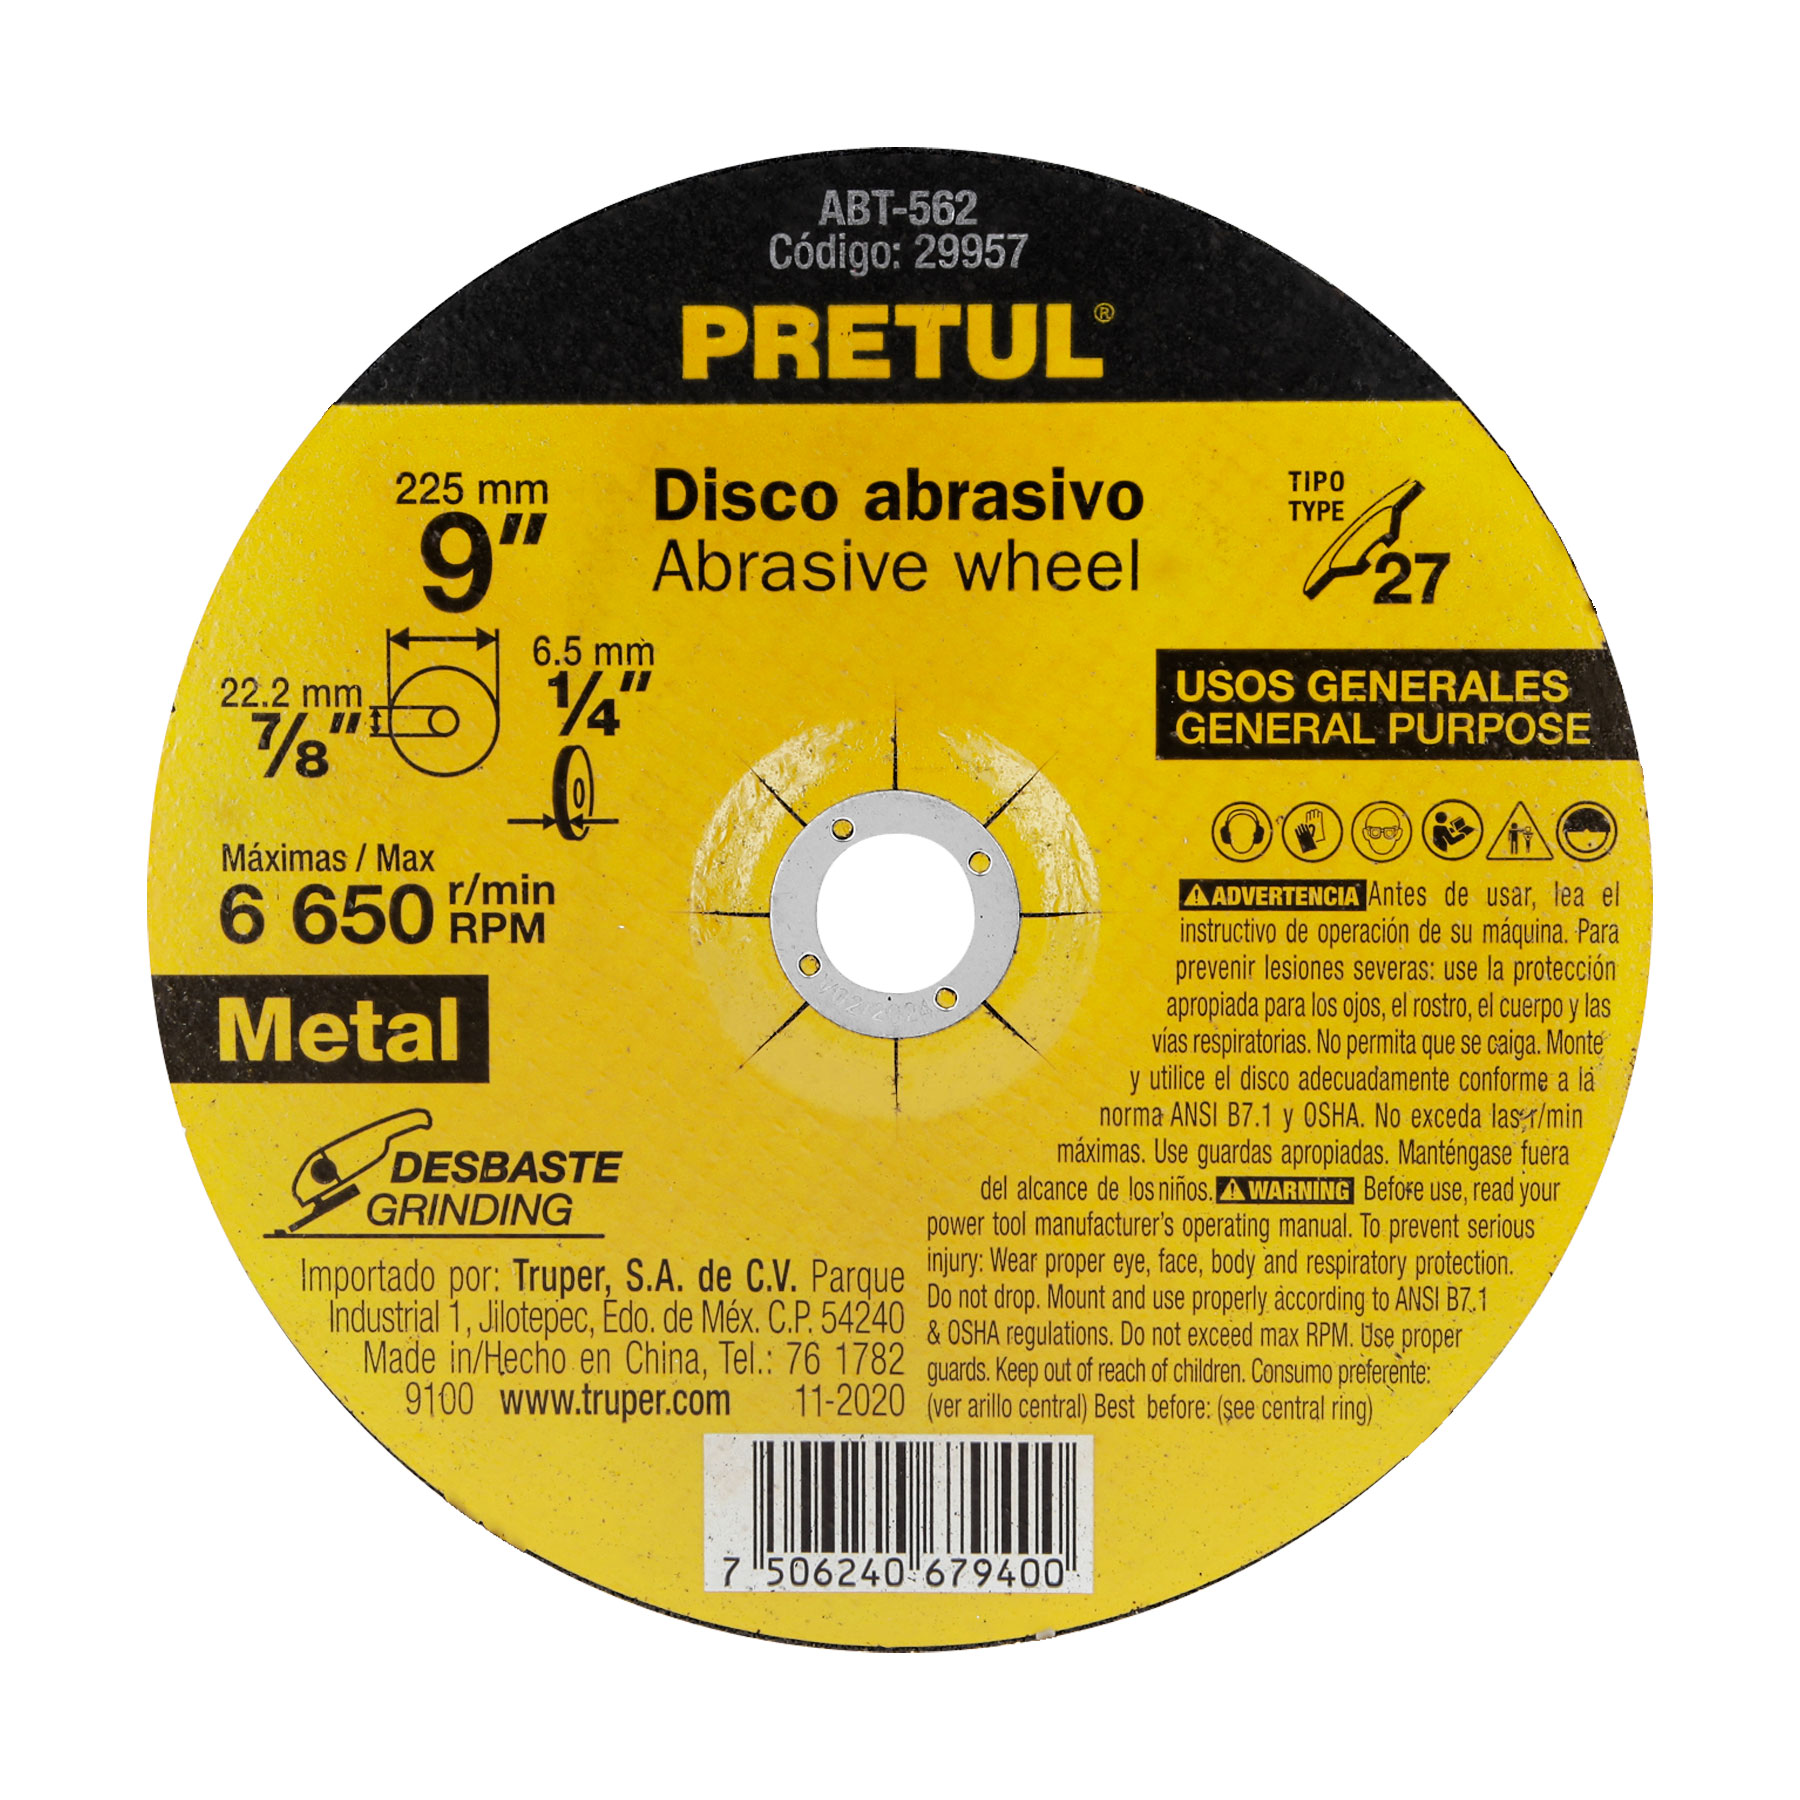 ABT-562
Código: 29957
PRETUL®
225 mm
9"
Disco abrasivo
Abrasive wheel
TIPO
TYPE
27
22.2 mm
7/8"
6.5 mm
1/4"
USOS GENERALES
GENERAL PURPOSE
Máximas / Max
6 650 r/min
RPM
Metal
DESBASTE
GRINDING
ADVERTENCIA Antes de usar, lea el
instructivo de operación de su máquina. Para
prevenir lesiones severas: use la protección
apropiada para los ojos, el rostro, el cuerpo y las
vías respiratorias. No permita que se caiga. Monte
y utilice el disco adecuadamente conforme a la
norma ANSI B7.1 y OSHA. No exceda las r/min
máximas. Use guardas apropiadas. Manténgase fuera
del alcance de los niños. WARNING Before use, read your
power tool manufacturer's operating manual. To prevent serious
injury: Wear proper eye, face, body and respiratory protection.
Do not drop. Mount and use properly according to ANSI B7.1
& OSHA regulations. Do not exceed max RPM. Use proper
guards. Keep out of reach of children. Consumo preferente:
(ver arillo central) Best before: (see central ring)
Importado por: Truper, S.A. de C.V. Parque
Industrial 1, Jilotepec, Edo. de Méx. C.P. 54240
Made in/Hecho en China, Tel.: 76 1782
9100 www.truper.com 11-2020
7 506240 679400